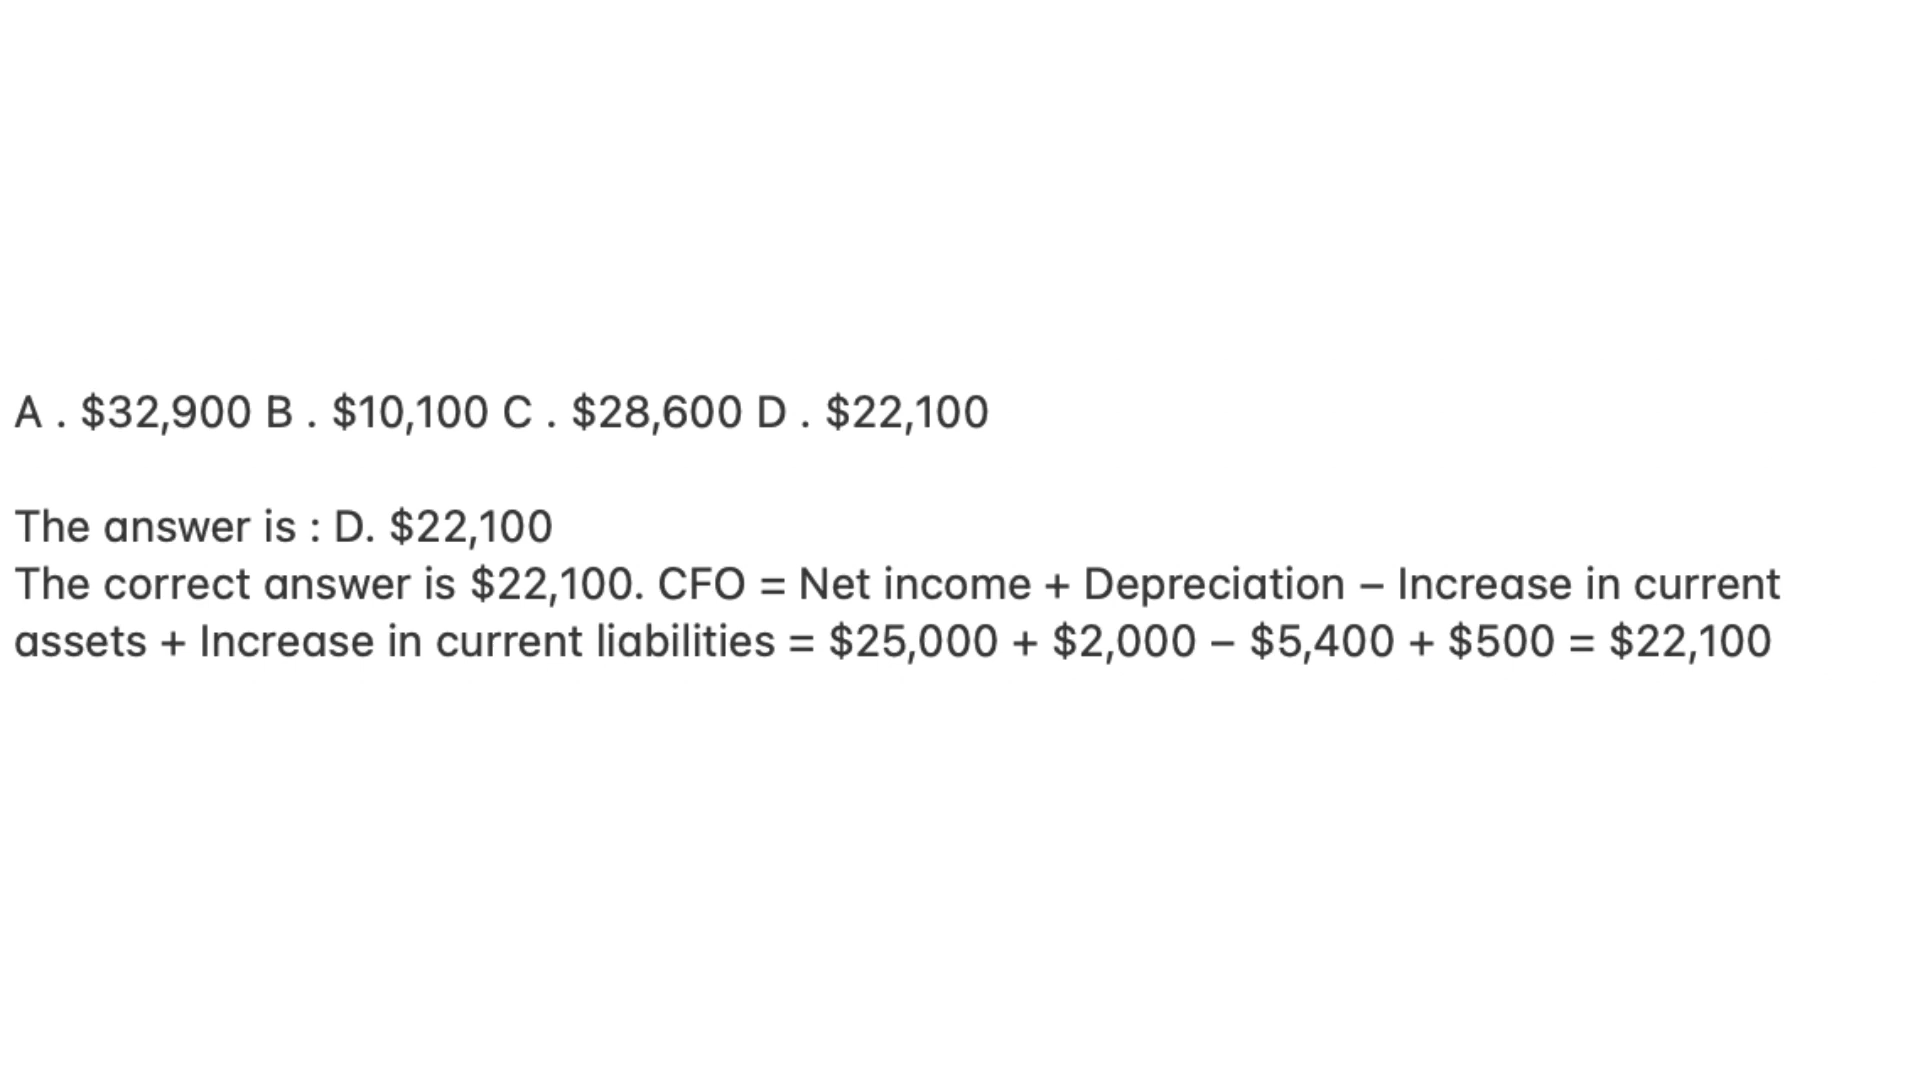 A . $32,900 B . $10,100 C . $28,600 D . $22,100
The answer is : D. $22,100
The correct answer is $22,100. CFO = Net income + Depreciation – Increase in current
assets + Increase in current liabilities = $25,000 + $2,000 – $5,400 + $500 = $22,100